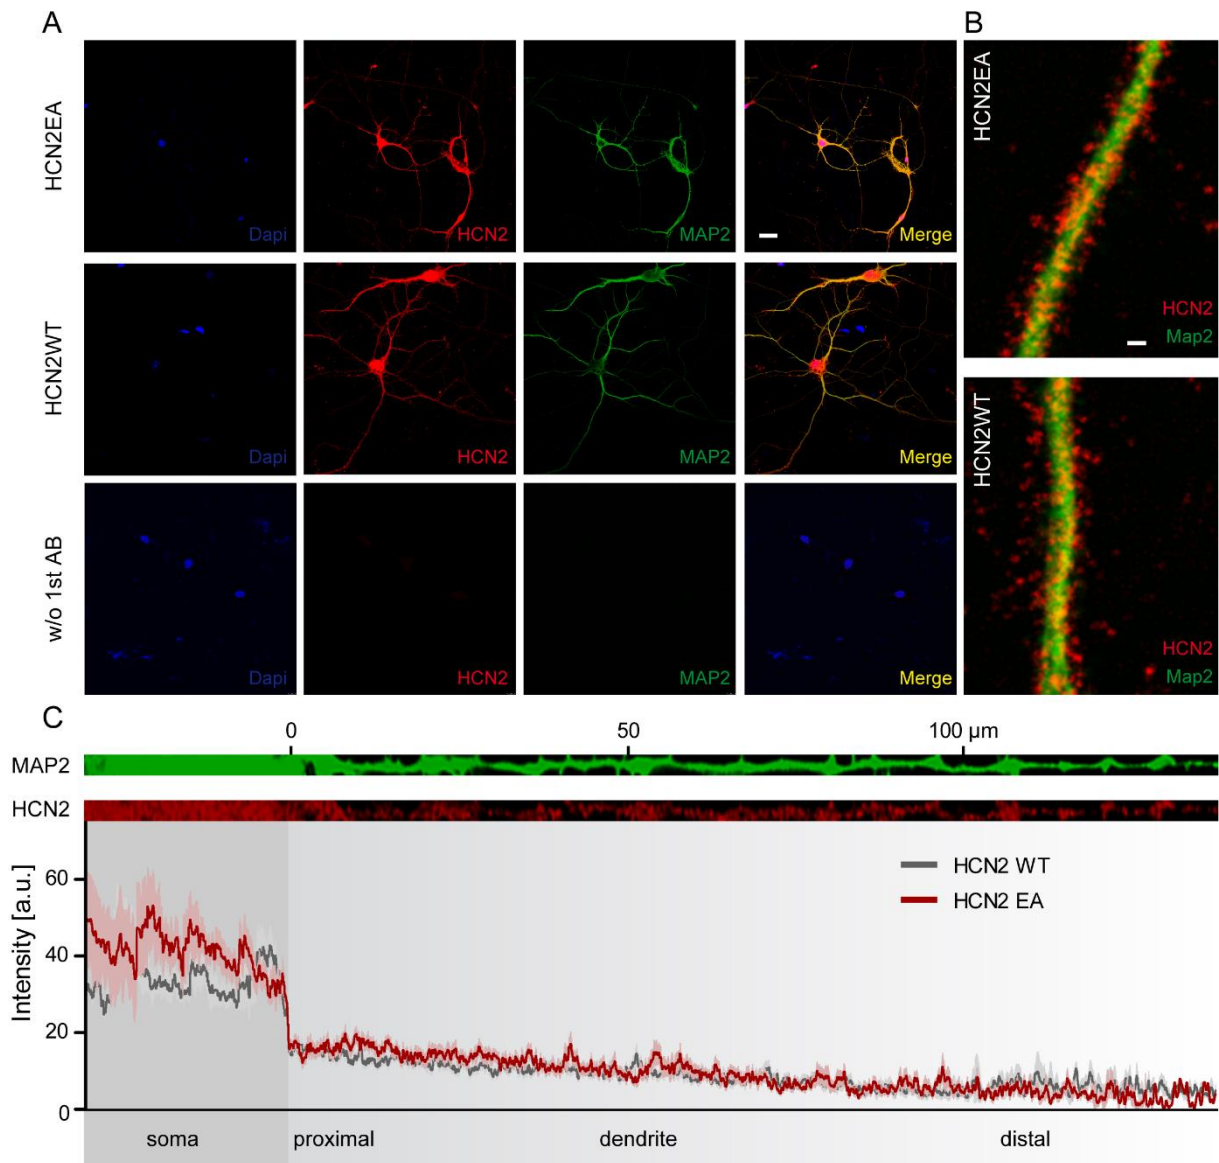 A
B
HCN2EA
Dapi
HCN2
MAP2
Merge
HCN2WT
Dapi
HCN2
MAP2
Merge
w/o 1st AB
Dapi
HCN2
MAP2
Merge
HCN2EA
HCN2
Map2
HCN2WT
HCN2
Map2
C
0 50 100 µm
MAP2
HCN2
Intensity [a.u.]
60
40
20
0
HCN2 WT
HCN2 EA
soma proximal dendrite distal